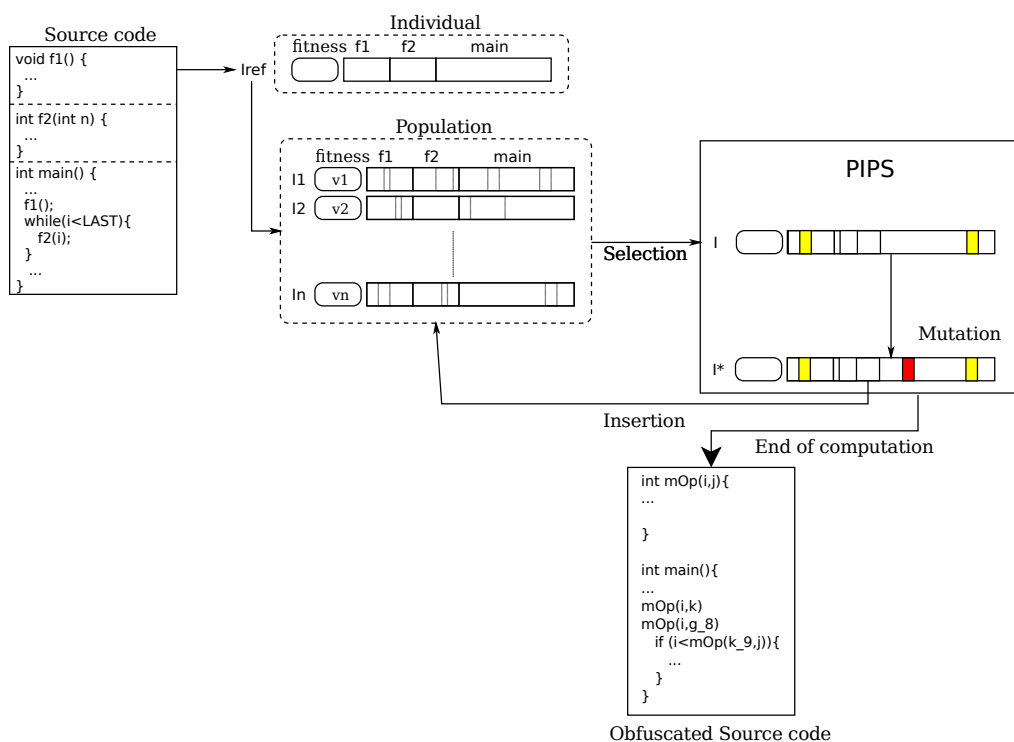 Source code
void f1() {
...
}
int f2(int n) {
...
}
int main() {
...
f1();
while(i<LAST){
f2(i);
}
...
}
Iref
Individual
fitness f1 f2 main
Population
fitness f1 f2 main
I1 v1
I2 v2
In vn
Selection
PIPS
I
Mutation
I*
Insertion
End of computation
int mOp(i,j){
...
}
int main(){
...
mOp(i,k)
mOp(i,g_8)
if (i<mOp(k_9,j)){
...
}
}
Obfuscated Source code